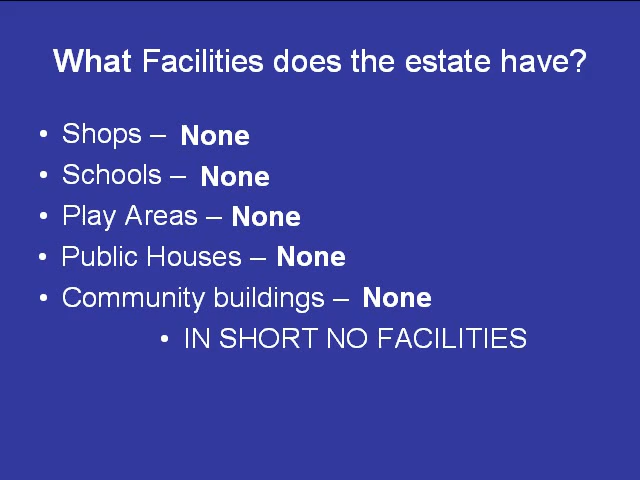 What Facilities does the estate have?
• Shops – None
• Schools – None
• Play Areas – None
• Public Houses – None
• Community buildings – None
• IN SHORT NO FACILITIES